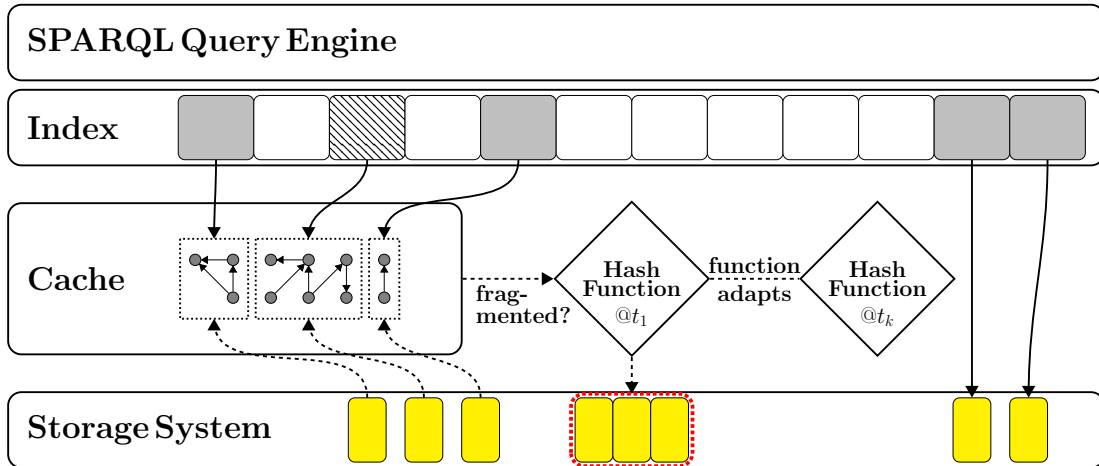 SPARQL Query Engine
Index
Cache
frag-
mented?
Hash
Function
@t₁
function
adapts
Hash
Function
@tₖ
Storage System